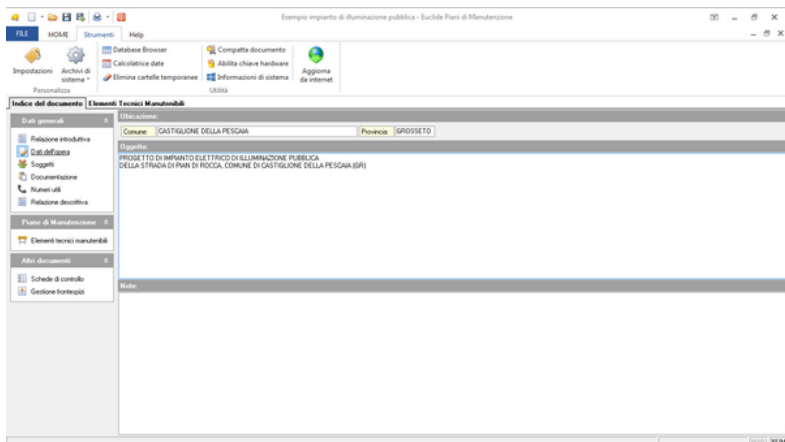 Esempio impianto di illuminazione pubblica - Euclide Piani di Manutenzione
FILE HOME Strumenti Help
Impostazioni
Archivi di sistema
Database Browser
Calcolatrice date
Elimina cartelle temporanee
Compatta documento
Abilita chiave hardware
Informazioni di sistema
Aggiorna da internet
Personalizza
Utilità
Indice del documento Elementi Tecnici Manutenibili
Dati generali
Relazione introduttiva
Dati dell'opera
Soggetti
Documentazione
Numeri utili
Relazione descrittiva
Piano di Manutenzione
Elementi tecnici manutenibili
Altri documenti
Schede di controllo
Gestione frontespizi
Ubicazione:
Comune: CASTIGLIONE DELLA PESCAIA Provincia: GROSSETO
Oggetto:
PROGETTO DI IMPIANTO ELETTRICO DI ILLUMINAZIONE PUBBLICA
DELLA STRADA DI PIAN DI ROCCA, COMUNE DI CASTIGLIONE DELLA PESCAIA (GR)
Note:
NUM